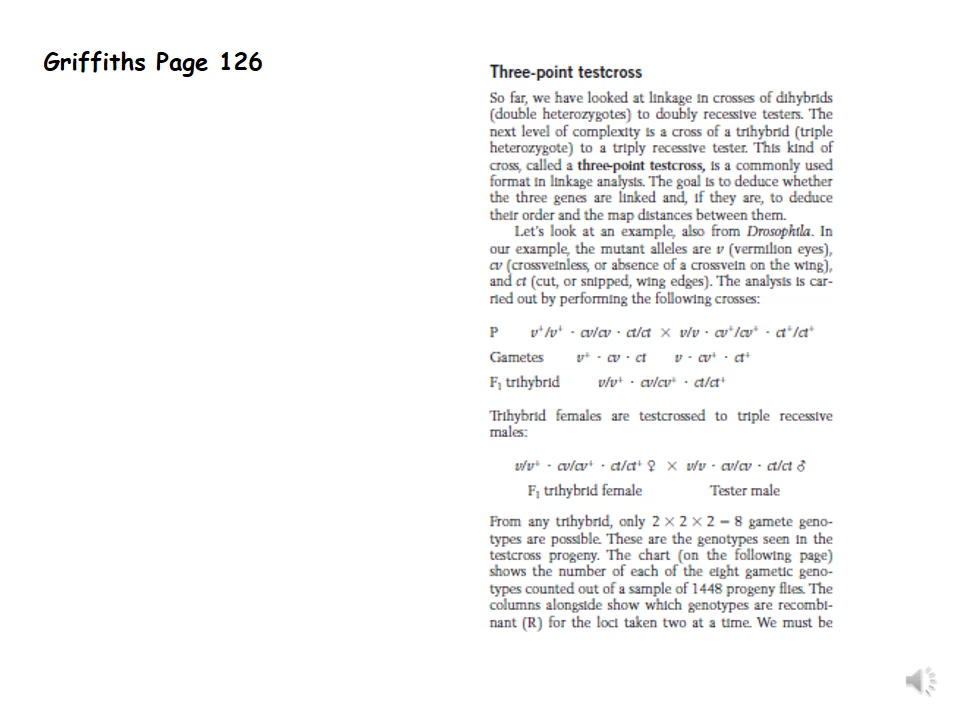 Griffiths Page 126
Three-point testcross
So far, we have looked at linkage in crosses of dihybrids
(double heterozygotes) to doubly recessive testers. The
next level of complexity is a cross of a trihybrid (triple
heterozygote) to a triply recessive tester. This kind of
cross, called a three-point testcross, is a commonly used
format in linkage analysis. The goal is to deduce whether
the three genes are linked and, if they are, to deduce
their order and the map distances between them.
Let's look at an example, also from Drosophila. In
our example, the mutant alleles are v (vermilion eyes),
cv (crossveinless, or absence of a crossvein on the wing),
and ct (cut, or snipped, wing edges). The analysis is car-
ried out by performing the following crosses:
P v⁺/v⁺ · cv/cv · ct/ct × v/v · cv⁺/cv⁺ · ct⁺/ct⁺
Gametes v⁺ · cv · ct v · cv⁺ · ct⁺
F₁ trihybrid v/v⁺ · cv/cv⁺ · ct/ct⁺
Trihybrid females are testcrossed to triple recessive
males:
v/v⁺ · cv/cv⁺ · ct/ct⁺ ♀ × v/v · cv/cv · ct/ct ♂
F₁ trihybrid female Tester male
From any trihybrid, only 2 × 2 × 2 = 8 gamete geno-
types are possible. These are the genotypes seen in the
testcross progeny. The chart (on the following page)
shows the number of each of the eight gametic geno-
types counted out of a sample of 1448 progeny flies. The
columns alongside show which genotypes are recombi-
nant (R) for the loci taken two at a time. We must be